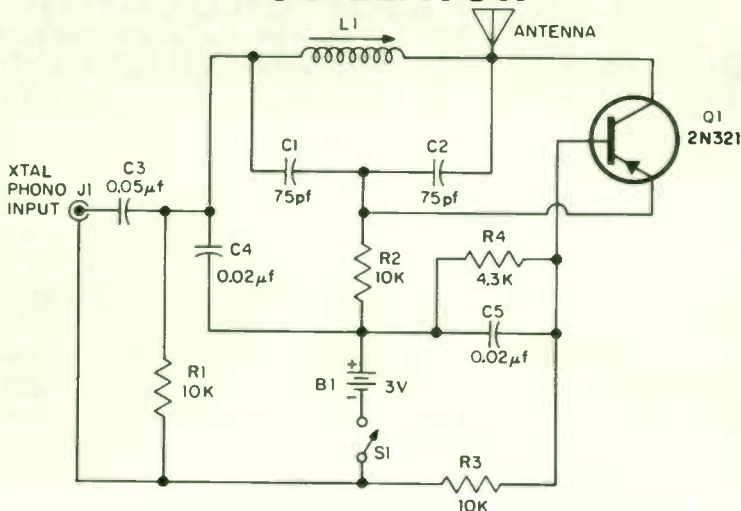 L1
ANTENNA
Q1
2N321
C1
75pf
C2
75pf
XTAL
PHONO J1
INPUT
C3
0.05µf
C4
0.02µf
R2
10K
R4
4.3K
C5
0.02µf
R1
10K
B1
+
-
3V
S1
R3
10K